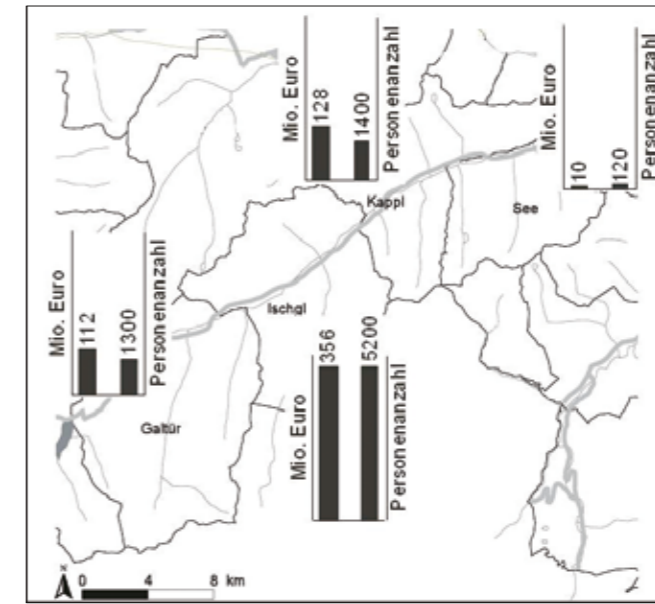 Mio. Euro
128
1400
Personenanzahl
Mio. Euro
10
120
Personenanzahl
Kappl
See
Mio. Euro
112
1300
Personenanzahl
Ischgl
Galtür
Mio. Euro
356
5200
Personenanzahl
N
0 4 8 km